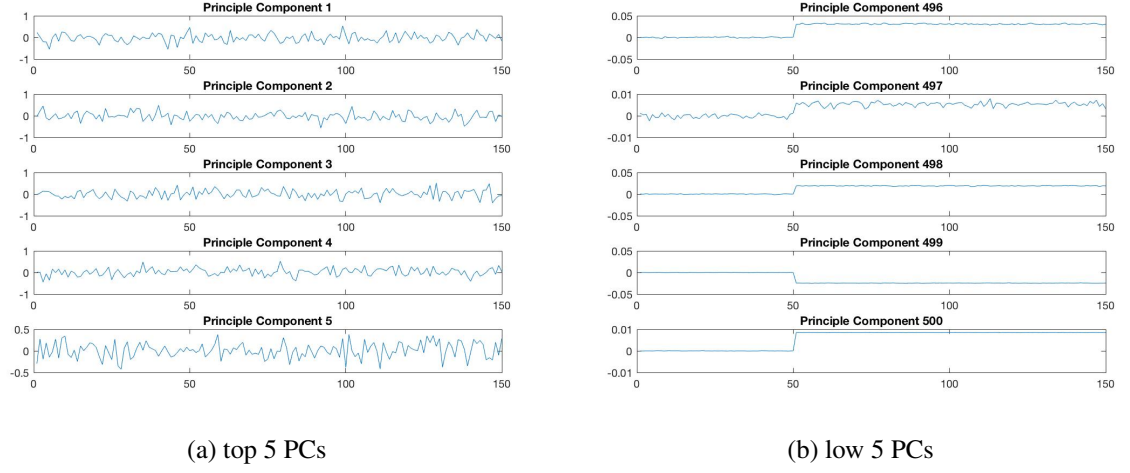 Principle Component 1
1
0
-1
0 50 100 150
Principle Component 2
1
0
-1
0 50 100 150
Principle Component 3
1
0
-1
0 50 100 150
Principle Component 4
1
0
-1
0 50 100 150
Principle Component 5
0.5
0
-0.5
0 50 100 150
(a) top 5 PCs
Principle Component 496
0.05
0
-0.05
0 50 100 150
Principle Component 497
0.01
0
-0.01
0 50 100 150
Principle Component 498
0.05
0
-0.05
0 50 100 150
Principle Component 499
0.05
0
-0.05
0 50 100 150
Principle Component 500
0.01
0
-0.01
0 50 100 150
(b) low 5 PCs